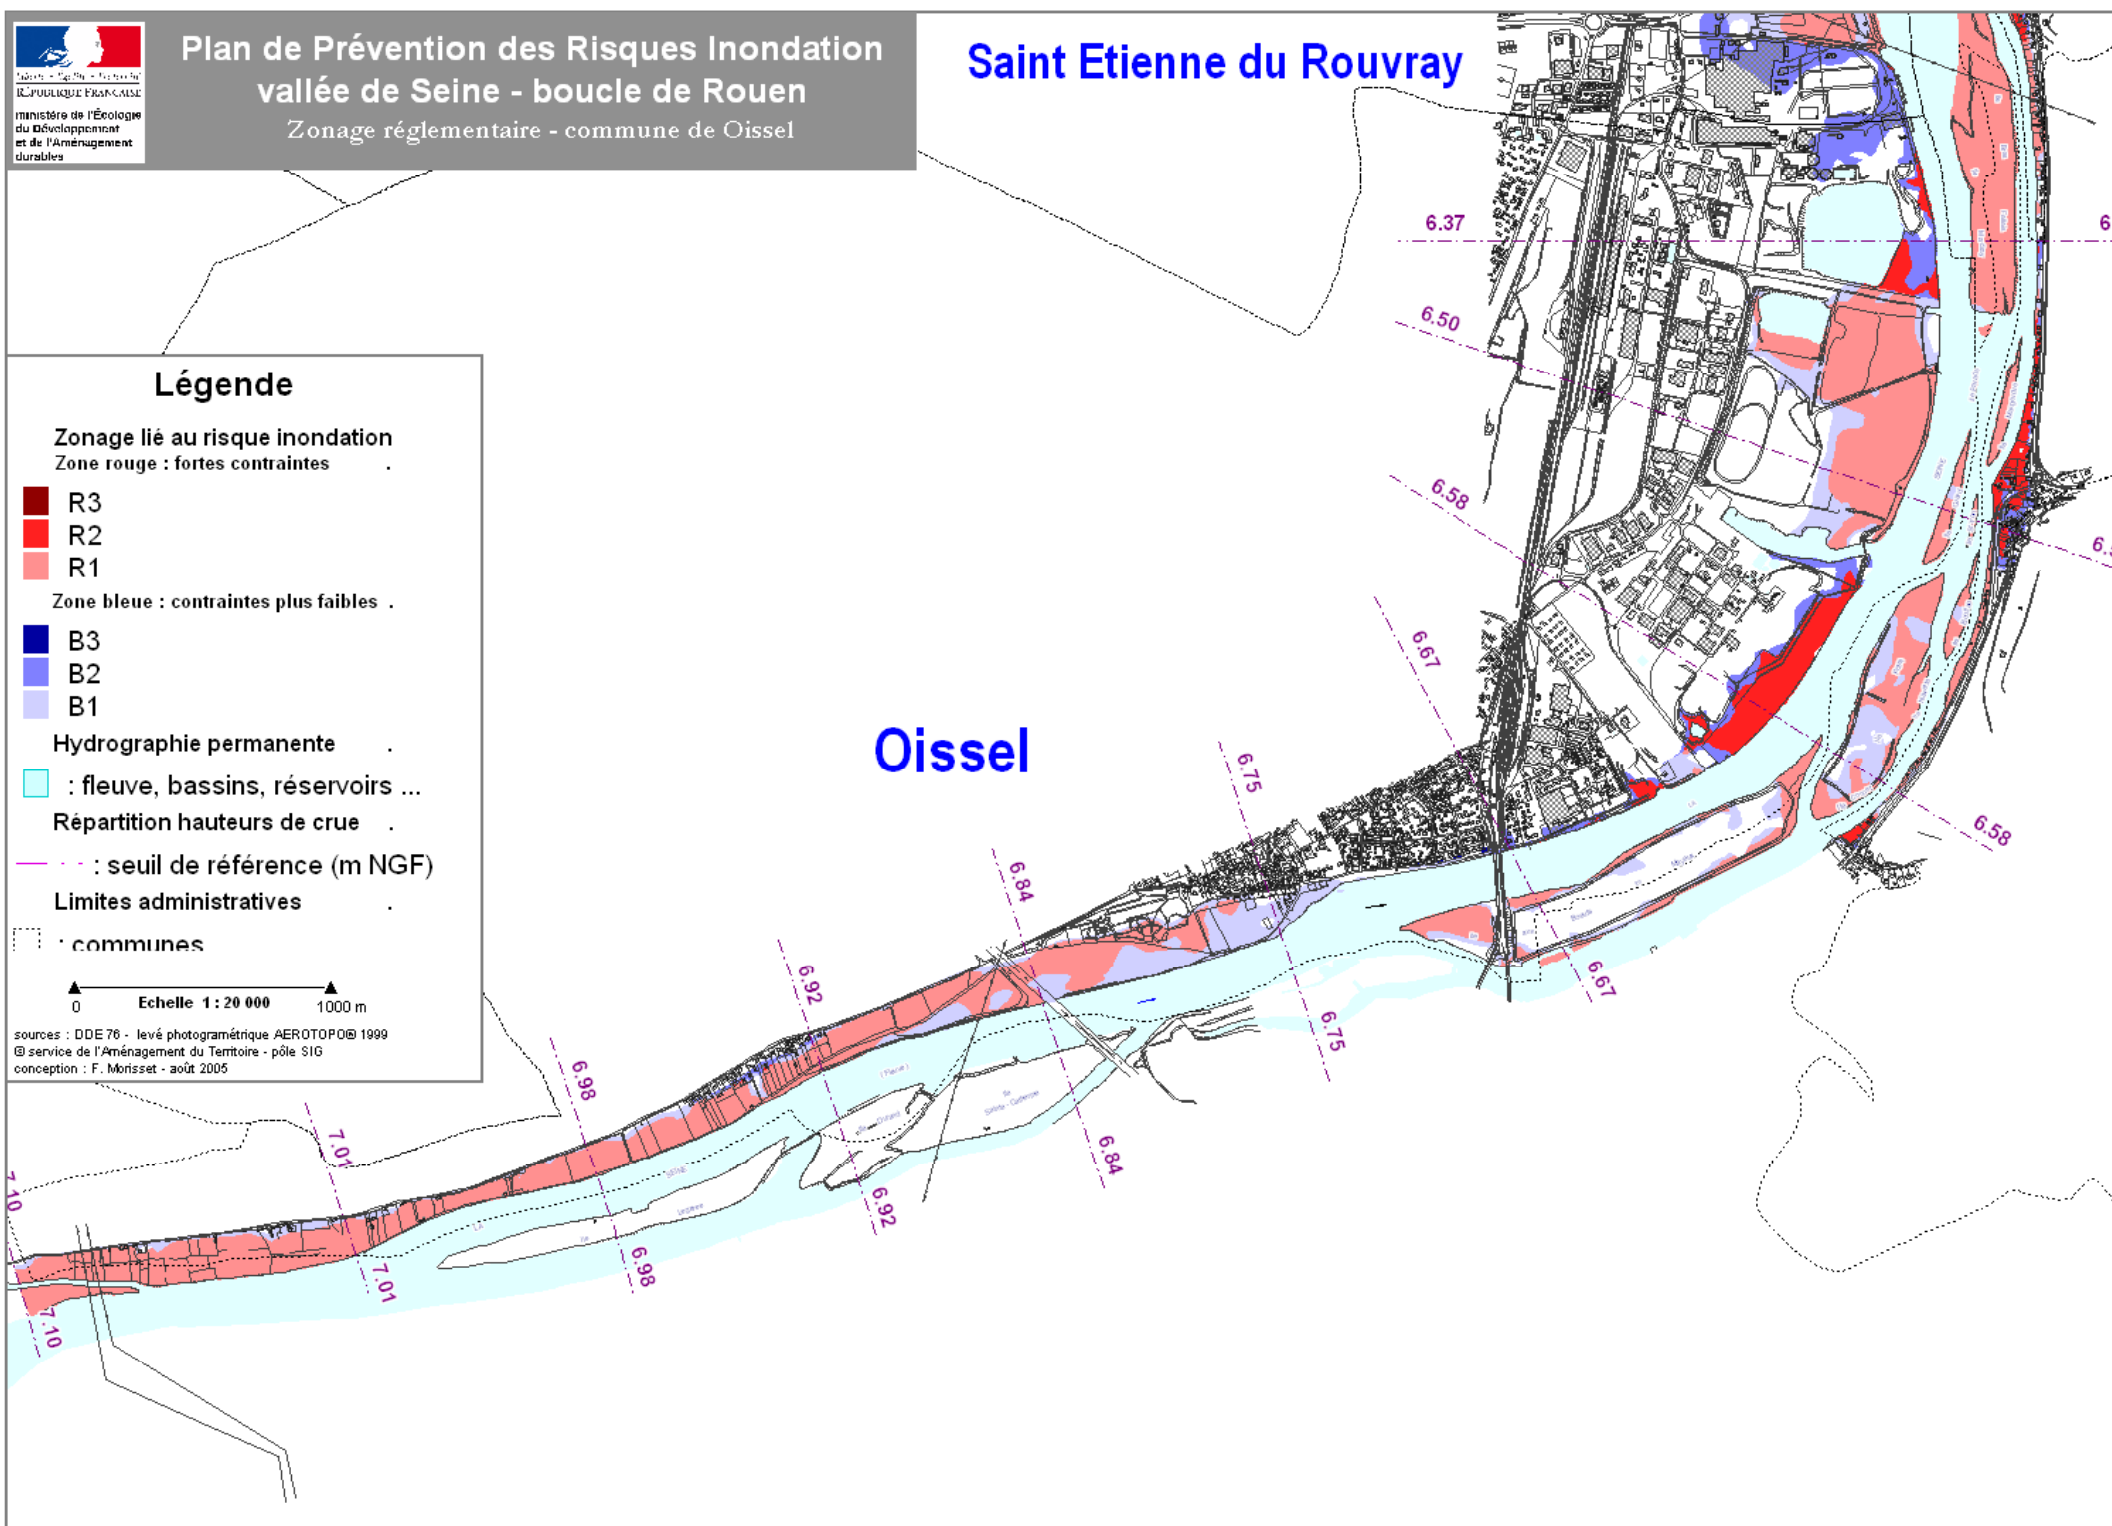 Plan de Prévention des Risques Inondation
vallée de Seine - boucle de Rouen
Zonage réglementaire - commune de Oissel
RÉPUBLIQUE FRANÇAISE
ministère de l'Écologie
du Développement
et de l'Aménagement
durables
Saint Etienne du Rouvray
6.37
6.50
6.58
6.67
6.75
6.84
6.92
6.98
7.01
7.10
Oissel
6.58
6.67
6.75
6.84
6.92
6.98
7.01
7.10
Légende
Zonage lié au risque inondation
Zone rouge : fortes contraintes .
R3
R2
R1
Zone bleue : contraintes plus faibles .
B3
B2
B1
Hydrographie permanente .
: fleuve, bassins, réservoirs ...
Répartition hauteurs de crue .
: seuil de référence (m NGF)
Limites administratives .
: communes
0 Echelle 1 : 20 000 1000 m
sources : DDE 76 - levé photogramétrique AEROTOPO® 1999
© service de l'Aménagement du Territoire - pôle SIG
conception : F. Morisset - août 2005